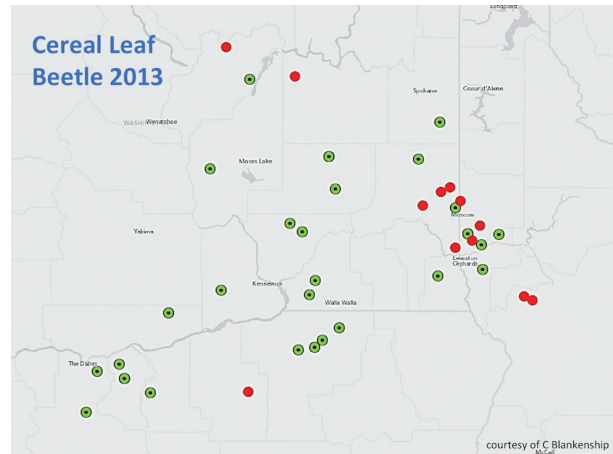 Cereal Leaf
Beetle 2013
Sandpoint
Spokane
Coeur d'Alene
Wenatchee
Moses Lake
Moscow
Yakima
Lewiston
Orchards
Kennewick
Walla Walla
The Dalles
courtesy of C Blankenship
McCall